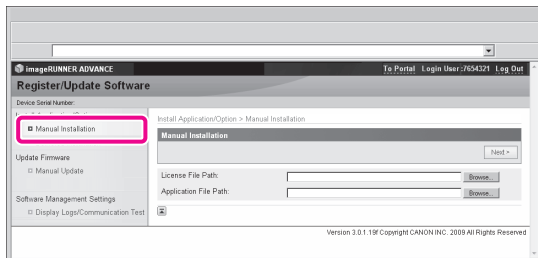 imageRUNNER ADVANCE
To Portal Login User:7654321 Log Out
Register/Update Software
Device Serial Number:
Manual Installation
Update Firmware
Manual Update
Software Management Settings
Display Logs/Communication Test
Install Application/Option > Manual Installation
Manual Installation
Next
License File Path:
Browse...
Application File Path:
Browse...
Version 3.0.1.19f Copyright CANON INC. 2009 All Rights Reserved